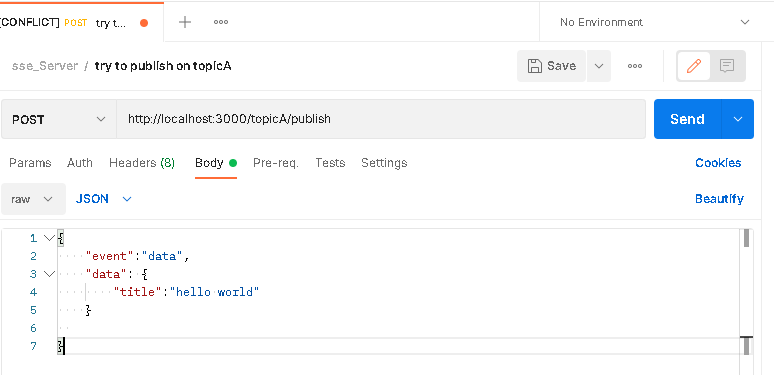 [CONFLICT] POST try t... No Environment
sse_Server / try to publish on topicA Save
POST http://localhost:3000/topicA/publish Send
Params Auth Headers (8) Body Pre-req. Tests Settings Cookies
raw JSON Beautify
1 {
2 "event":"data",
3 "data": {
4 "title":"hello world"
5 }
6
7 }